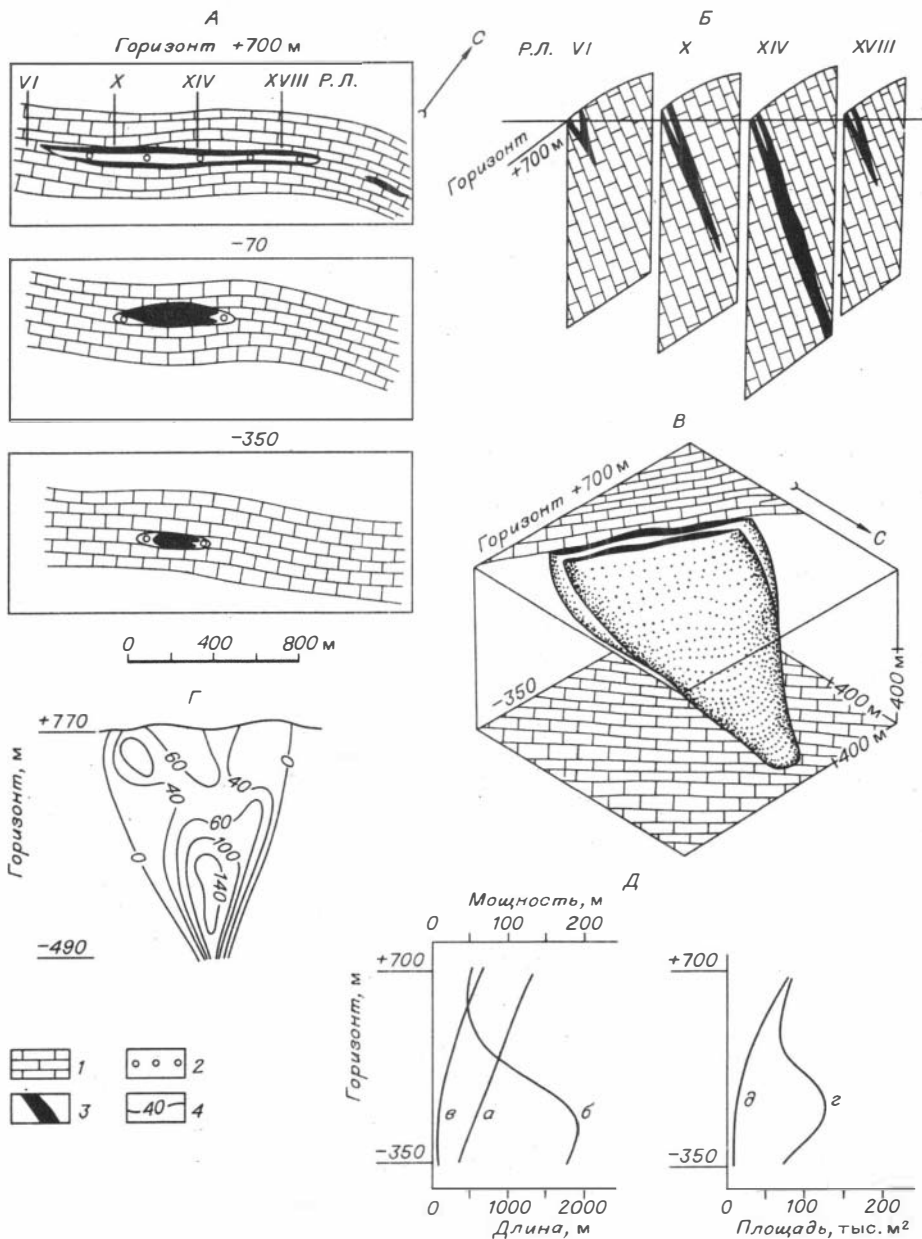 А
Горизонт +700 м
VI X XIV XVIII Р.Л.
С
-70
-350
0 400 800 м
Б
Р.Л. VI X XIV XVIII
Горизонт
+700 м
В
Горизонт +700 м
С
-350
400 м
400 м
400 м
Г
+770
Горизонт, м
-490
0 60 40 40 0
60
100
140
Д
Мощность, м
0 100 200
+700
Горизонт, м
в а б
-350
0 1000 2000
Длина, м
+700
д г
-350
0 100 200
Площадь, тыс. м²
1 2
3 -40- 4